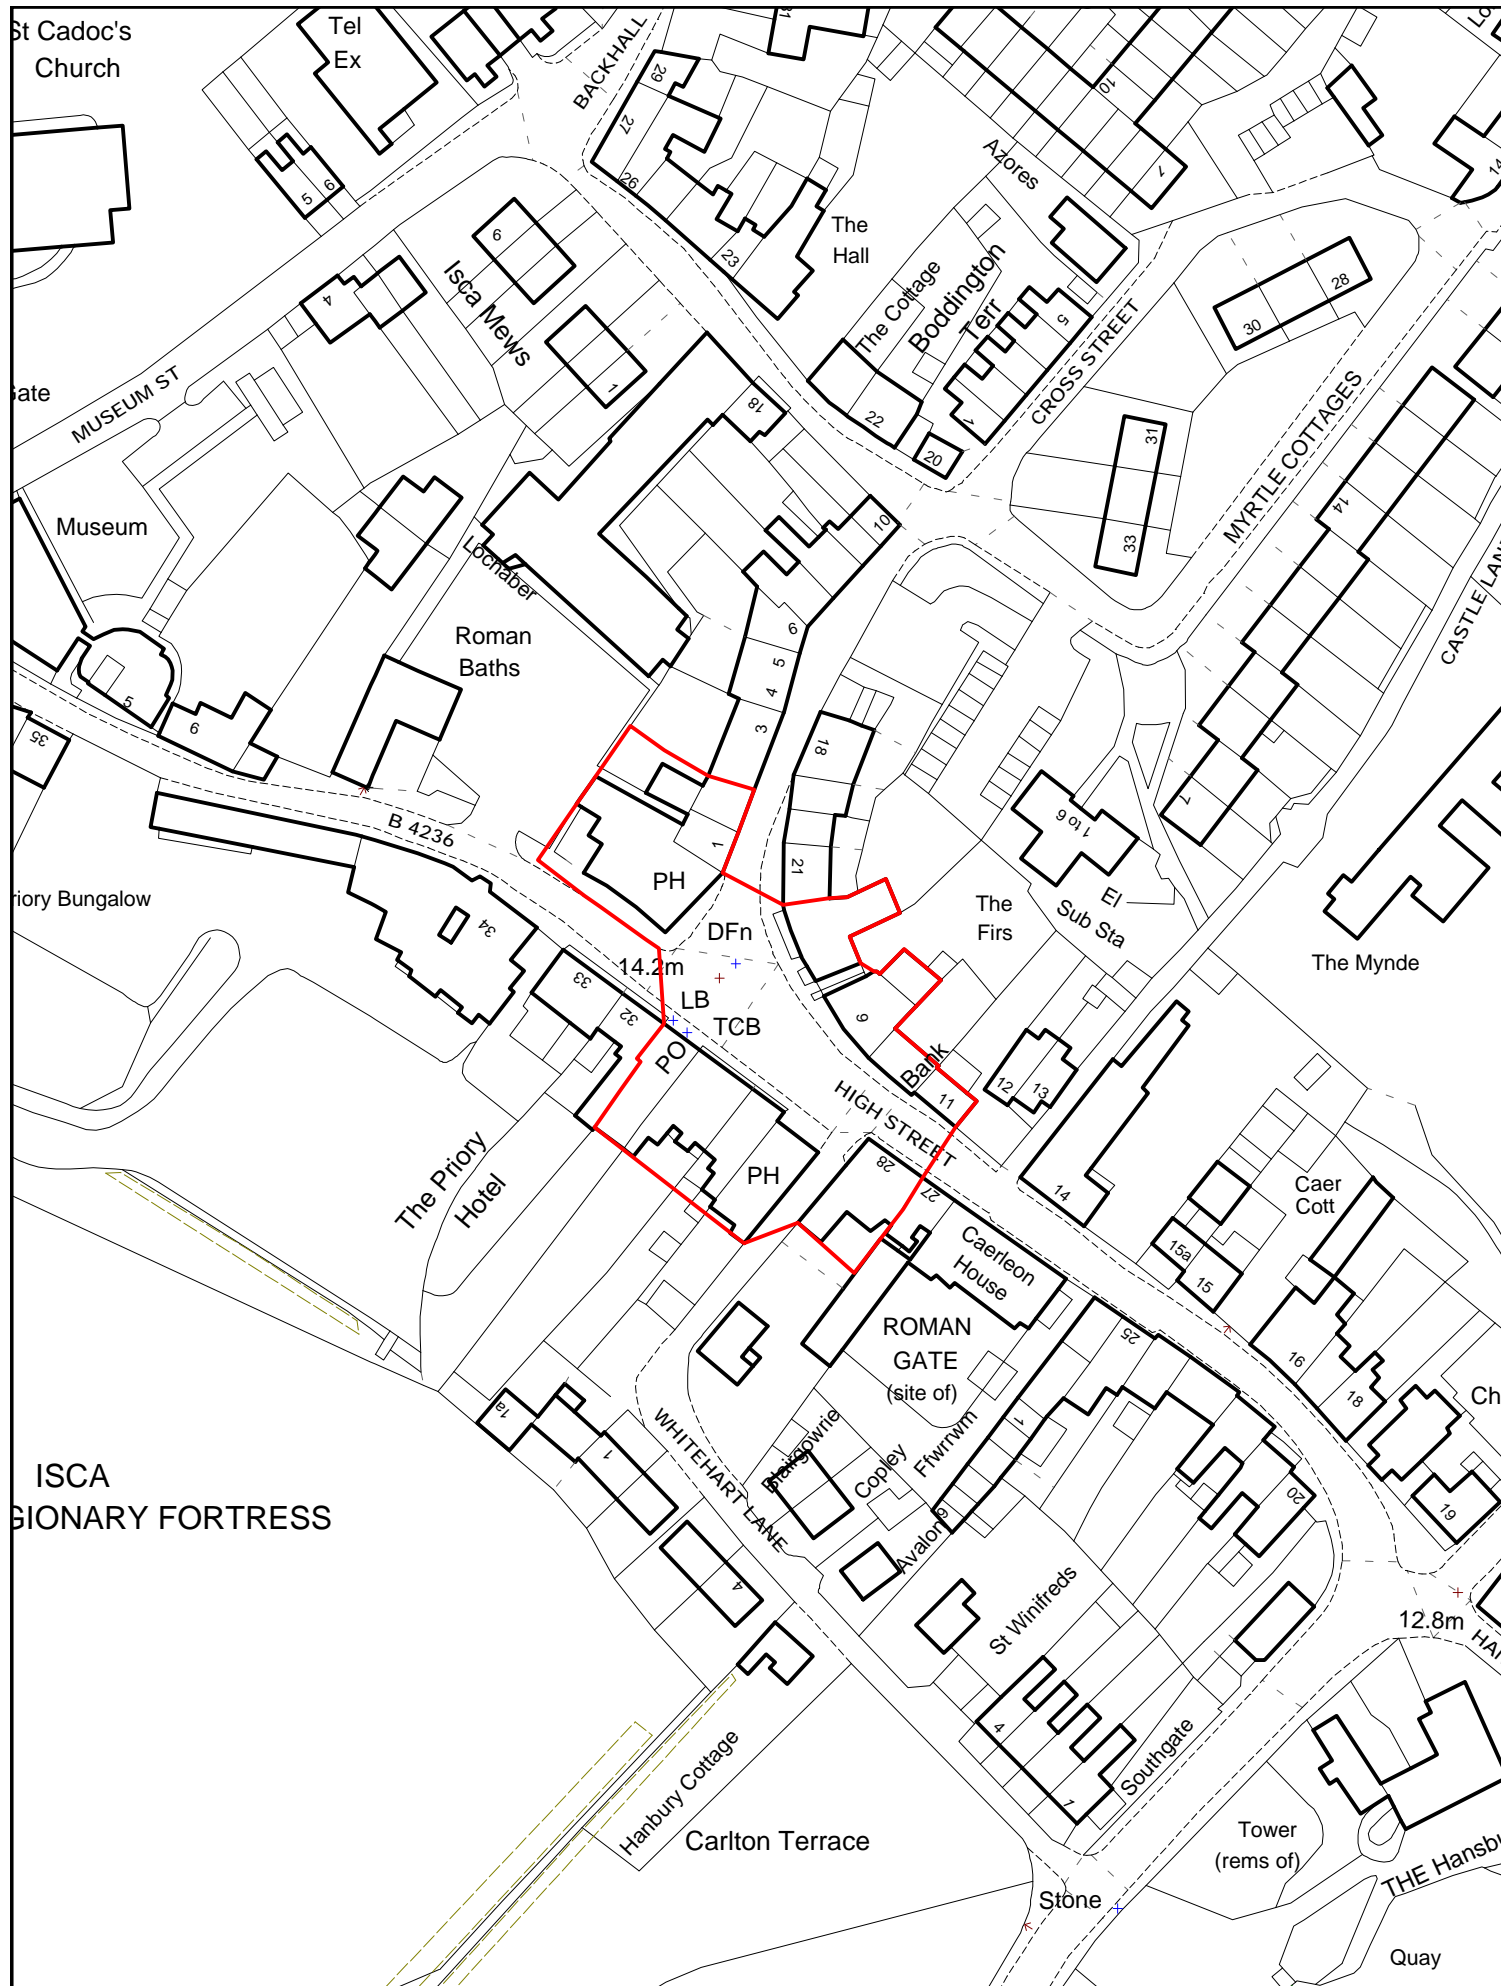 St Cadoc's
Church
Tel
Ex
BACKHALL
31
29
27
26
23
10
7
Azores
The
Hall
5
6
6
Isca Mews
1
4
MUSEUM ST
The Cottage
Boddington
Terr
5
1
CROSS STREET
22
20
28
30
31
33
14
MYRTLE COTTAGES
14
7
CASTLE LAN
Gate
Museum
Lochaber
18
10
Roman
Baths
6
5
4
3
5
6
35
B 4236
18
21
1
PH
1 to 6
El
Sub Sta
The
Firs
The Mynde
Priory Bungalow
34
33
32
DFn
14.2m
LB
TCB
PO
9
Bank
11
12
13
HIGH STREET
The Priory
Hotel
PH
28
27
14
Caer
Cott
15a
15
Caerleon
House
ROMAN
GATE
(site of)
25
16
18
Ch
19
20
1a
1
4
WHITEHART LANE
Blairgowrie
Copley
Ffwrrwm
1
9
Avalon
ISCA
GIONARY FORTRESS
St Winifreds
12.8m
HAN
4
1
Southgate
Hanbury Cottage
Carlton Terrace
Tower
(rems of)
THE Hansbu
Stone
Quay